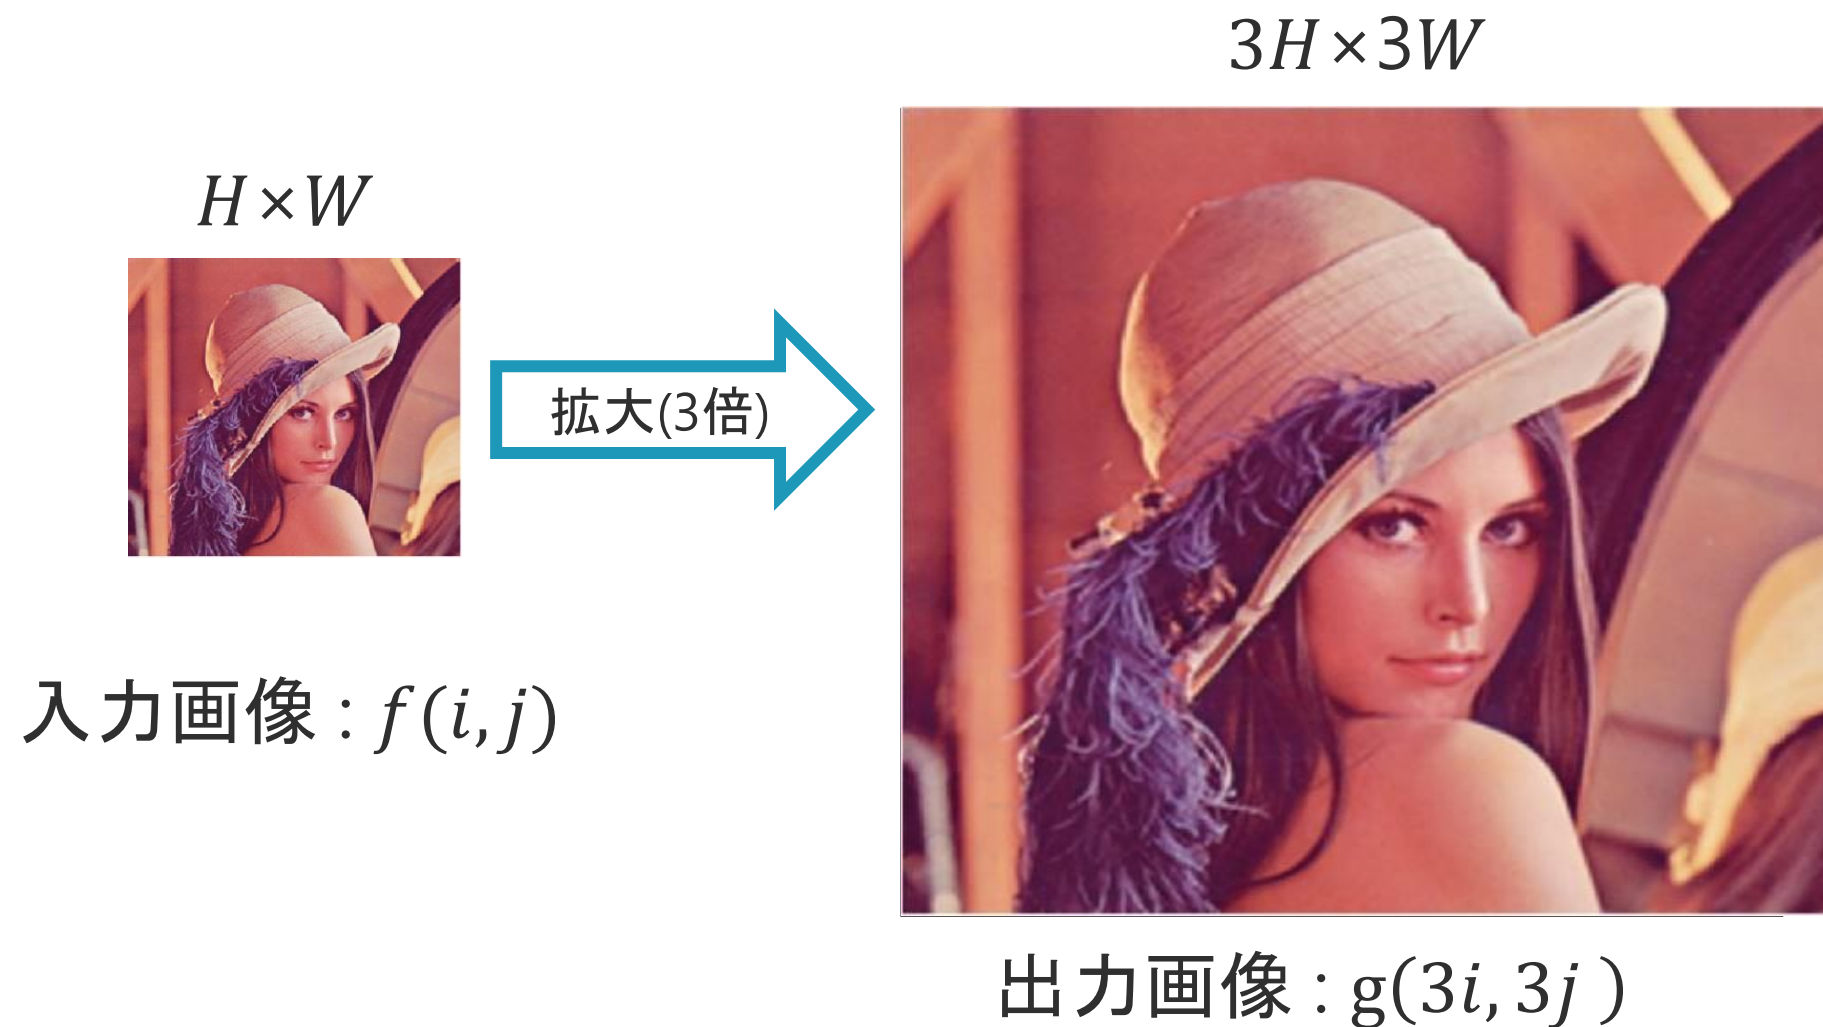 3H×3W
H×W
拡大(3倍)
入力画像 : f(i, j)
出力画像 : g(3i, 3j )